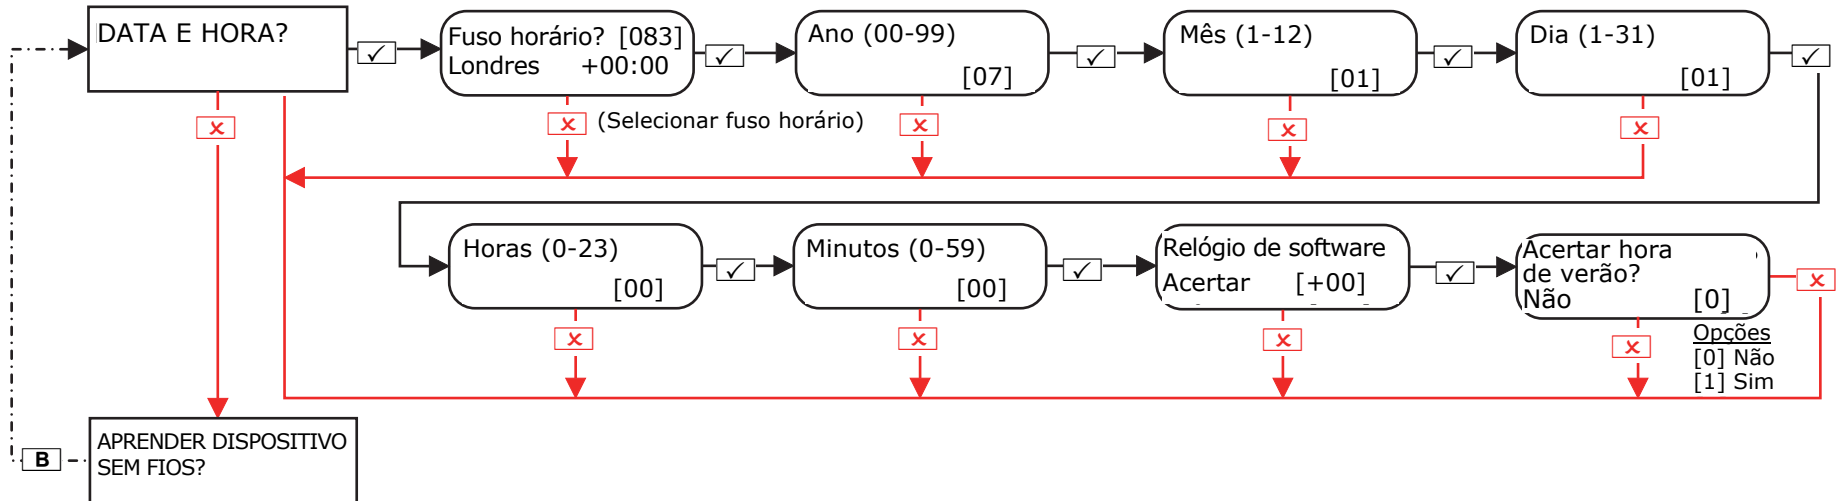 DATA E HORA?
✓
Fuso horário? [083]
Londres +00:00
✓
Ano (00-99)
[07]
✓
Mês (1-12)
[01]
✓
Dia (1-31)
[01]
✓
x
x (Selecionar fuso horário)
x
x
x
Horas (0-23)
[00]
✓
Minutos (0-59)
[00]
✓
Relógio de software
Acertar [+00]
✓
Acertar hora
de verão?
Não [0]
x
x
x
x
x
Opções
[0] Não
[1] Sim
APRENDER DISPOSITIVO
SEM FIOS?
B